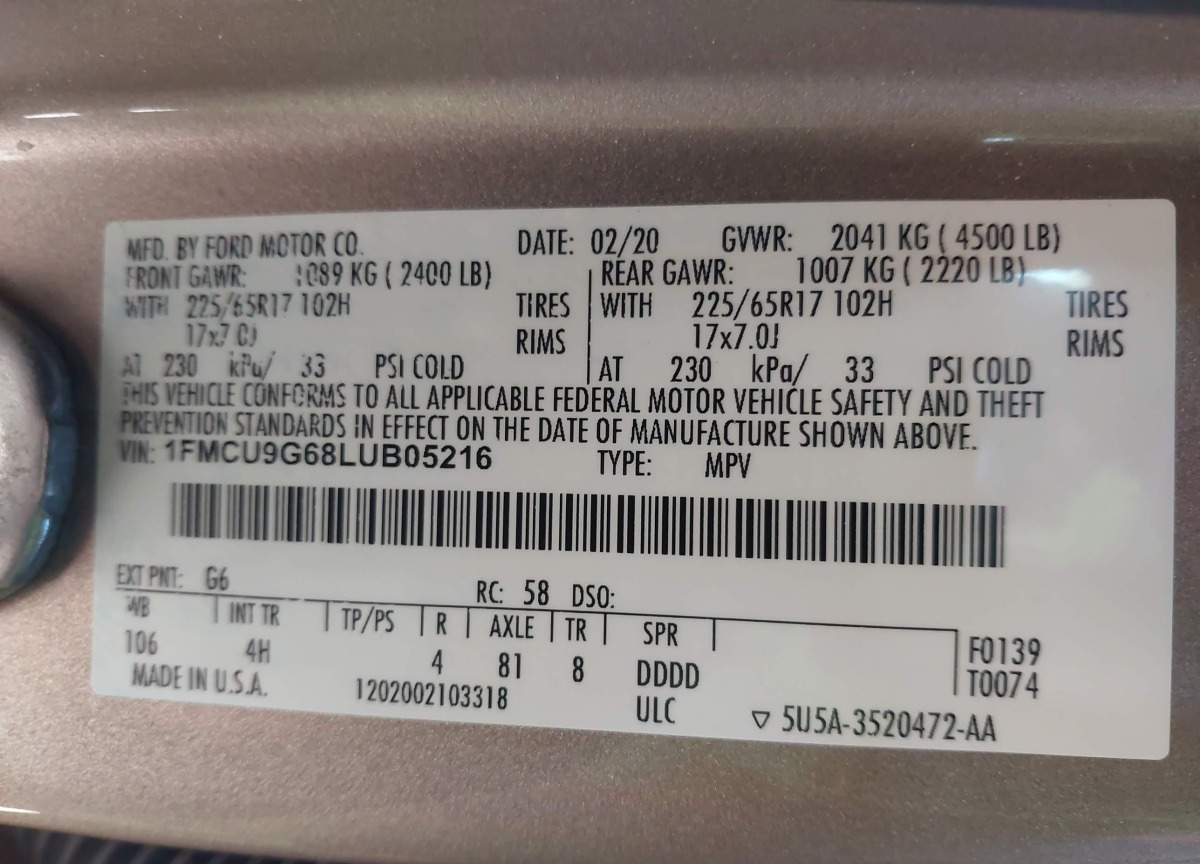 MFD. BY FORD MOTOR CO. DATE: 02/20 GVWR: 2041 KG ( 4500 LB)
FRONT GAWR: 1089 KG ( 2400 LB) REAR GAWR: 1007 KG ( 2220 LB)
WITH 225/65R17 102H TIRES WITH 225/65R17 102H TIRES
17x7.0J RIMS 17x7.0J RIMS
AT 230 kPa/ 33 PSI COLD AT 230 kPa/ 33 PSI COLD
THIS VEHICLE CONFORMS TO ALL APPLICABLE FEDERAL MOTOR VEHICLE SAFETY AND THEFT
PREVENTION STANDARDS IN EFFECT ON THE DATE OF MANUFACTURE SHOWN ABOVE.
VIN: 1FMCU9G68LUB05216 TYPE: MPV
EXT PNT: G6 RC: 58 DSO:
WB INT TR TP/PS R AXLE TR SPR F0139
106 4H 4 81 8 DDDD T0074
MADE IN U.S.A. 1202002103318 ULC ▽ 5U5A-3520472-AA